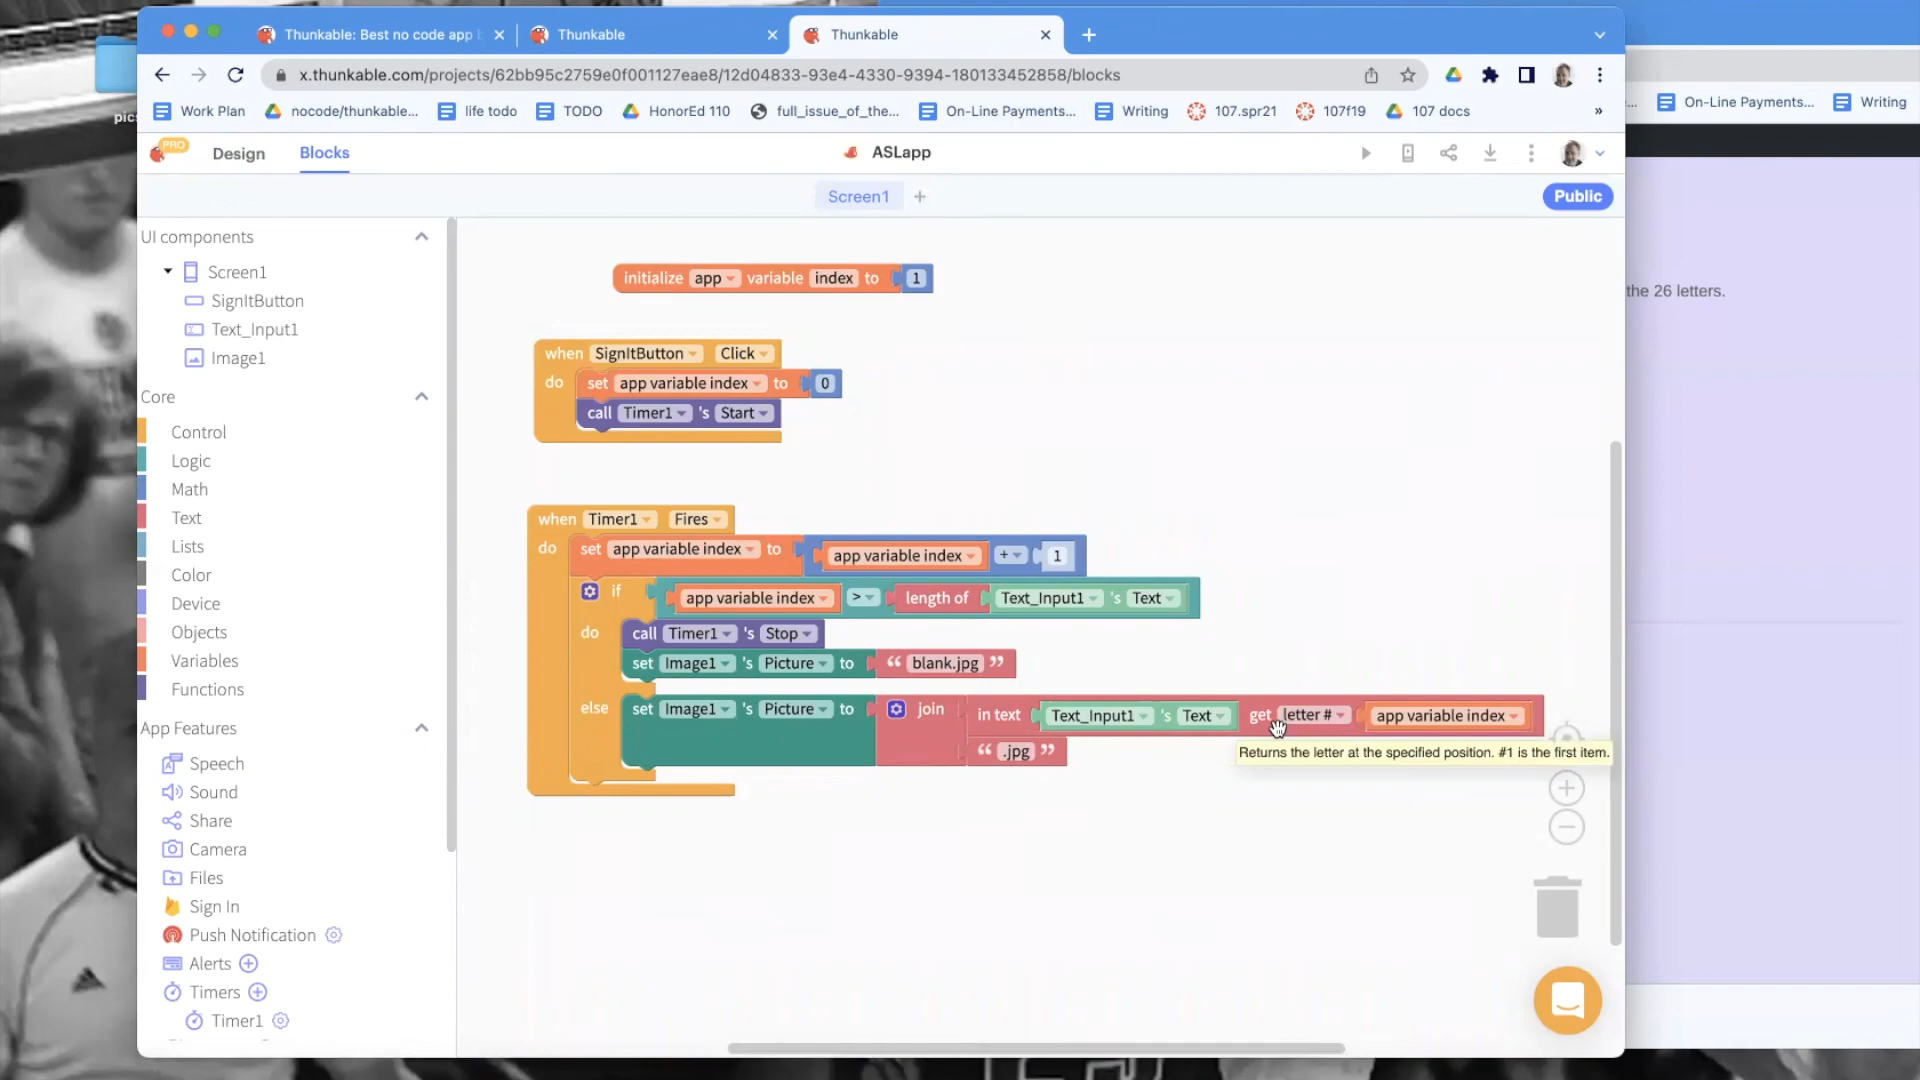 Thunkable: Best no code app b
Thunkable
Thunkable
x.thunkable.com/projects/62bb95c2759e0f001127eae8/12d04833-93e4-4330-9394-180133452858/blocks
Work Plan
nocode/thunkable...
life todo
TODO
HonorEd 110
full_issue_of_the...
On-Line Payments...
Writing
107.spr21
107f19
107 docs
»
On-Line Payments...
Writing
PRO
Design
Blocks
ASLapp
Screen1
Public
UI components
Screen1
SignItButton
Text_Input1
Image1
Core
Control
Logic
Math
Text
Lists
Color
Device
Objects
Variables
Functions
App Features
Speech
Sound
Share
Camera
Files
Sign In
Push Notification
Alerts
Timers
Timer1
initialize app variable index to 1
when SignItButton Click
do set app variable index to 0
call Timer1 's Start
when Timer1 Fires
do set app variable index to app variable index + 1
if app variable index > length of Text_Input1 's Text
do call Timer1 's Stop
set Image1 's Picture to “ blank.jpg ”
else set Image1 's Picture to join in text Text_Input1 's Text get letter # app variable index
“ .jpg ”
Returns the letter at the specified position. #1 is the first item.
the 26 letters.
pics